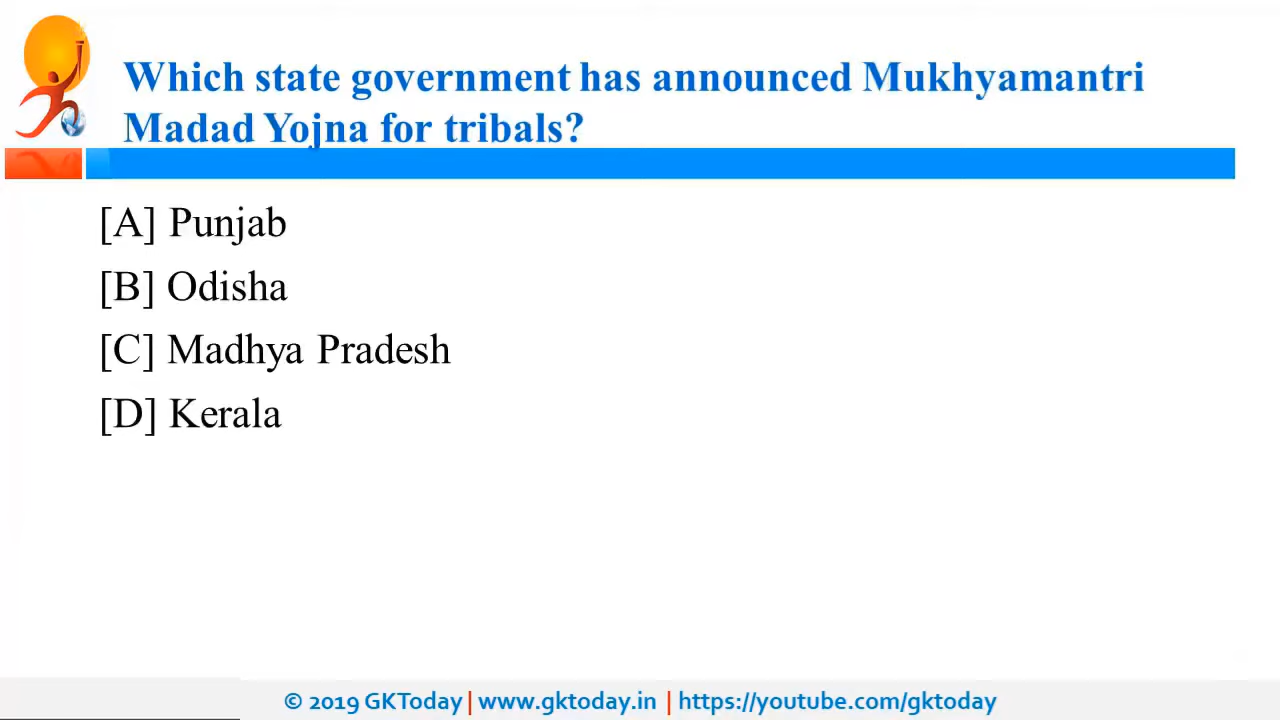 Which state government has announced Mukhyamantri
Madad Yojna for tribals?
[A] Punjab
[B] Odisha
[C] Madhya Pradesh
[D] Kerala
© 2019 GKToday | www.gktoday.in | https://youtube.com/gktoday